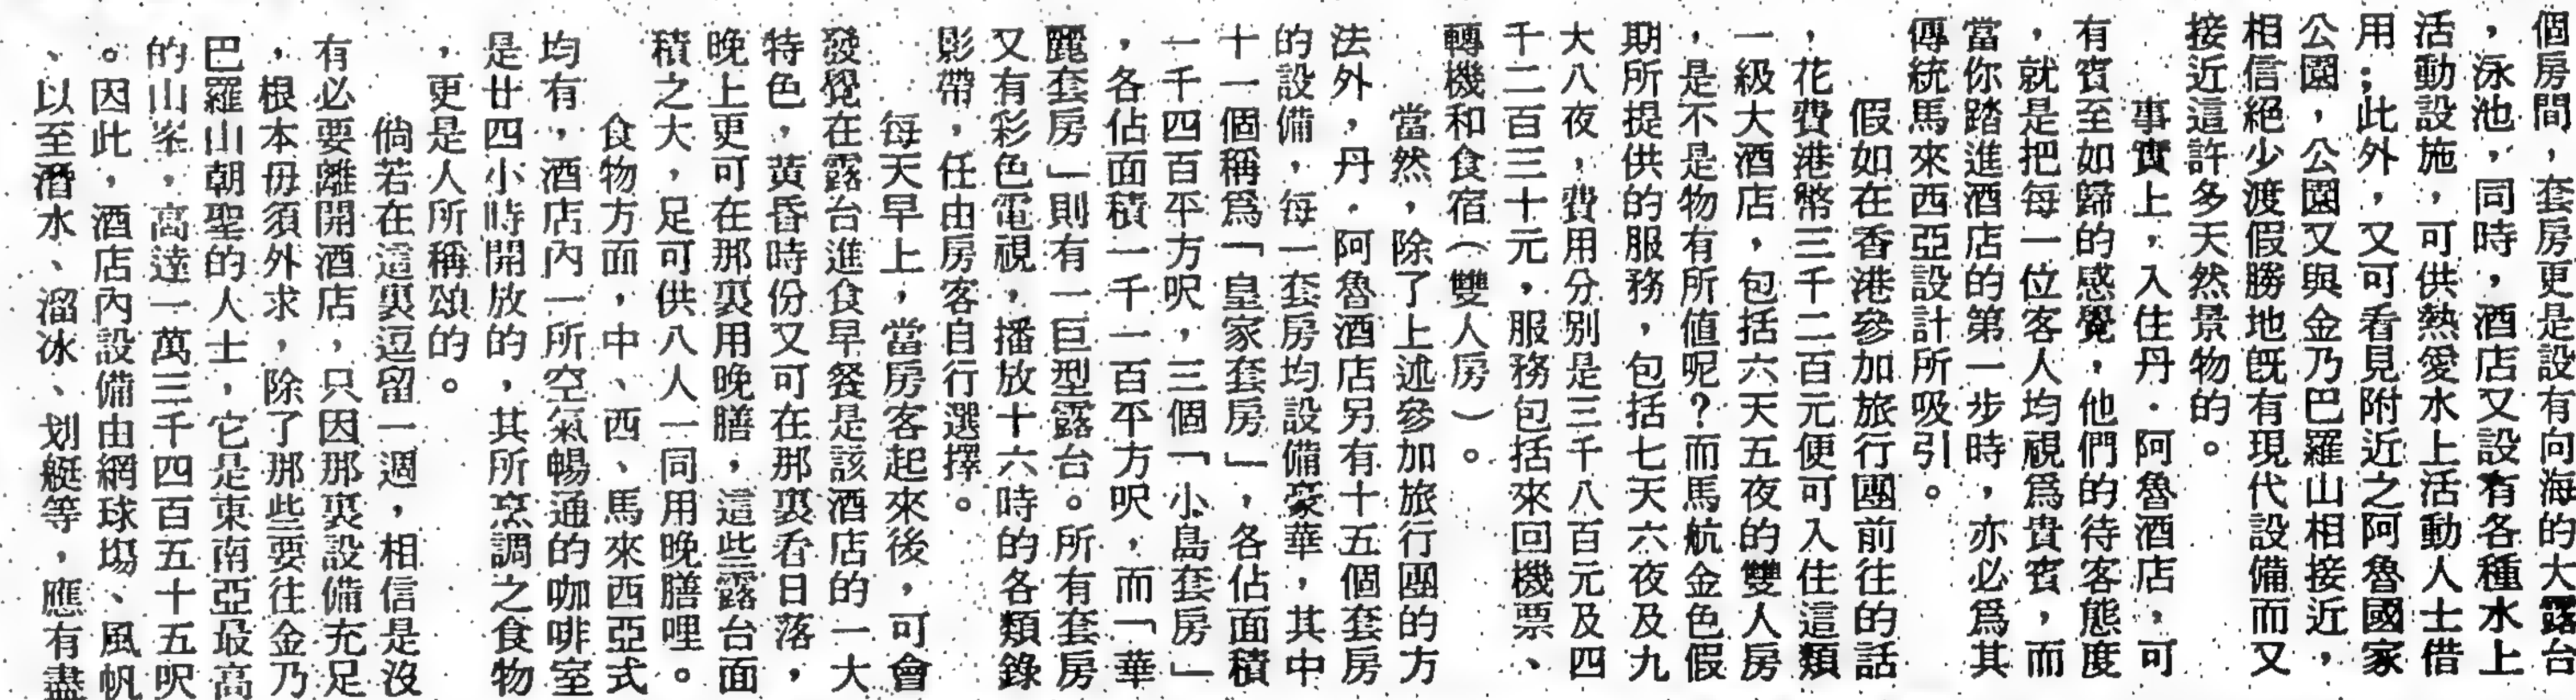 個房間，套房更是設有向海的大露台
，泳池，同時，酒店又設有各種水上
活動設施，可供熱愛水上活動人士借
用；此外，又可看見附近之阿魯國家
公園，公園又與金乃巴羅山相接近，
相信絕少渡假勝地旣有現代設備而又
接近這許多天然景物的。
事實上，入住丹．阿魯酒店，可
有賓至如歸的感覺，他們的待客態度
，就是把每一位客人均視爲貴賓，而
當你踏進酒店的第一步時，亦必爲其
傳統馬來西亞設計所吸引。
假如在香港參加旅行團前往的話
，花費港幣三千二百元便可入住這類
一級大酒店，包括六天五夜的雙人房
，是不是物有所值呢？而馬航金色假
期所提供的服務，包括七天六夜及九
大八夜，費用分別是三千八百元及四
千二百三十元，服務包括來回機票、
轉機和食宿（雙人房）。
當然，除了上述參加旅行團的方
法外，丹．阿魯酒店另有十五個套房
的設備，每一套房均設備豪華，其中
十一個稱爲「皇家套房」，各佔面積
一千四百平方呎，三個「小島套房」
，各佔面積一千一百平方呎，而「華
麗套房」則有一巨型露台。所有套房
又有彩色電視，播放十六時的各類錄
影帶，任由房客自行選擇。
每天早上，當房客起來後，可會
發覺在露台進食早餐是該酒店的一大
特色，黃昏時份又可在那裏看日落，
晚上更可在那裏用晚膳，這些露台面
積之大，足可供八人一同用晚膳哩。
食物方面，中、西、馬來西亞式
均有，酒店內一所空氣暢通的咖啡室
是廿四小時開放的，其所烹調之食物
，更是人所稱頌的。
倘若在這裏逗留一週，相信是沒
有必要離開酒店，只因那裏設備充足
，根本毋須外求，除了那些要往金乃
巴羅山朝聖的人士，它是東南亞最高
的山峯，高達一萬三千四百五十五呎
。因此，酒店內設備由網球場、風帆
、以至潛水、溜冰、划艇等，應有盡